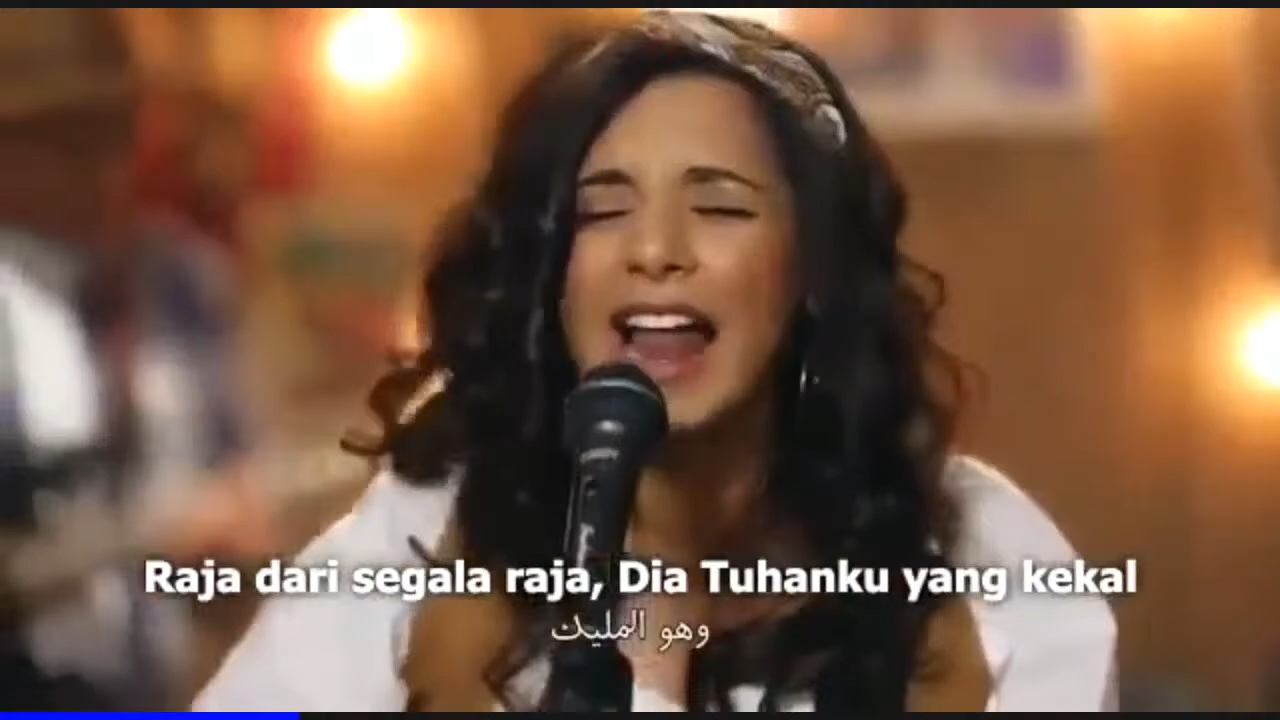 Raja dari segala raja, Dia Tuhanku yang kekal
وهو المليك